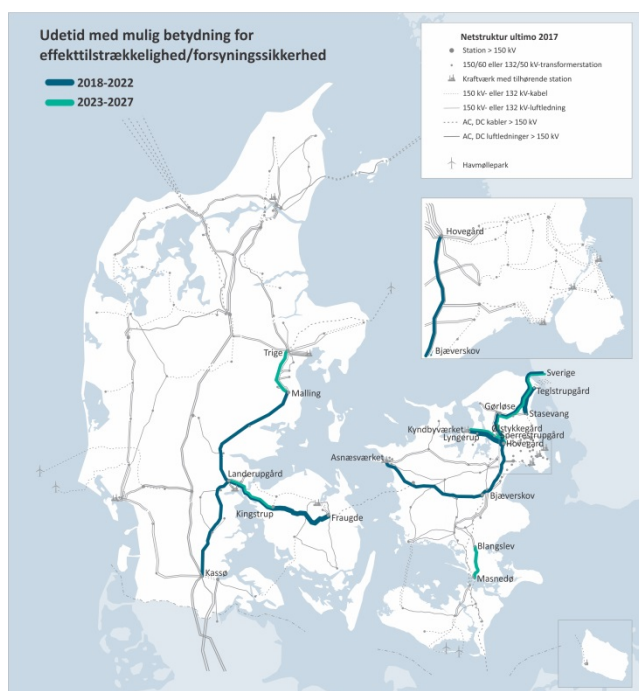 Udetid med mulig betydning for
effekttilstrækkelighed/forsyningssikkerhed
2018-2022
2023-2027
Netstruktur ultimo 2017
Station > 150 kV
150/60 eller 132/50 kV-transformerstation
Kraftværk med tilhørende station
150 kV- eller 132 kV-kabel
150 kV- eller 132 kV-luftledning
AC, DC kabler > 150 kV
AC, DC luftledninger > 150 kV
Havmøllepark
Hovegård
Bjæverskov
Trige
Malling
Landerupgård
Kingstrup
Fraugde
Kassø
Sverige
Teglstrupgård
Gørløse
Stasevang
Kyndbyværket
Ølstykkegård
Lyngerup
Sperrestrupgård
Hovegård
Asnæsværket
Bjæverskov
Blangslev
Masnedø